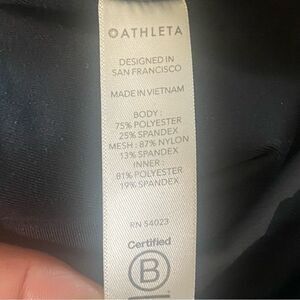 ATHLETA
DESIGNED IN
SAN FRANCISCO
MADE IN VIETNAM
BODY :
75% POLYESTER
25% SPANDEX
MESH : 87% NYLON
13% SPANDEX
INNER :
81% POLYESTER
19% SPANDEX
RN 54023
Certified
B